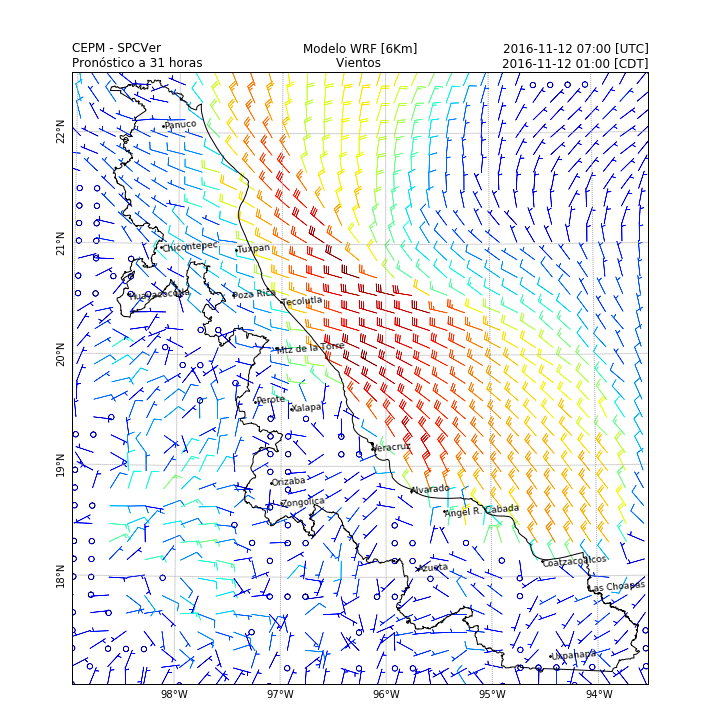 CEPM - SPCVer Modelo WRF [6Km] 2016-11-12 07:00 [UTC]
Pronóstico a 31 horas Vientos 2016-11-12 01:00 [CDT]
22°N
Panuco
21°N
Chicontepec Tuxpan
Huayacocotla Poza Rica Tecolutla
20°N
Mtz de la Torre
Perote Xalapa
Veracruz
19°N
Orizaba Alvarado
Zongolica Angel R. Cabada
18°N
Azueta Coatzacoalcos
Las Choapas
Uxpanapa
98°W 97°W 96°W 95°W 94°W